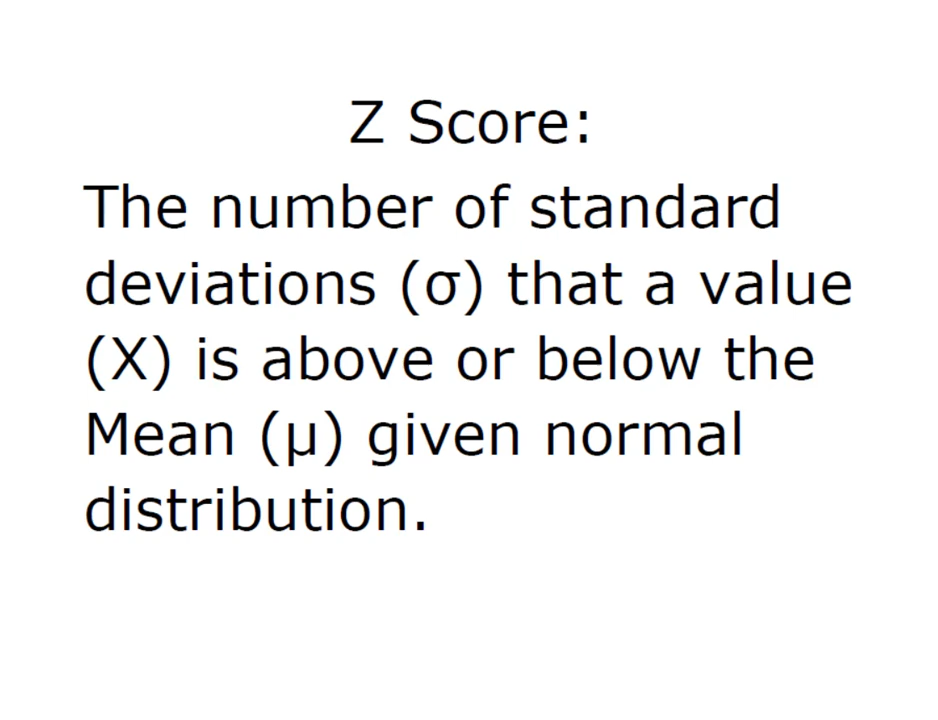 Z Score:
The number of standard
deviations (σ) that a value
(X) is above or below the
Mean (μ) given normal
distribution.